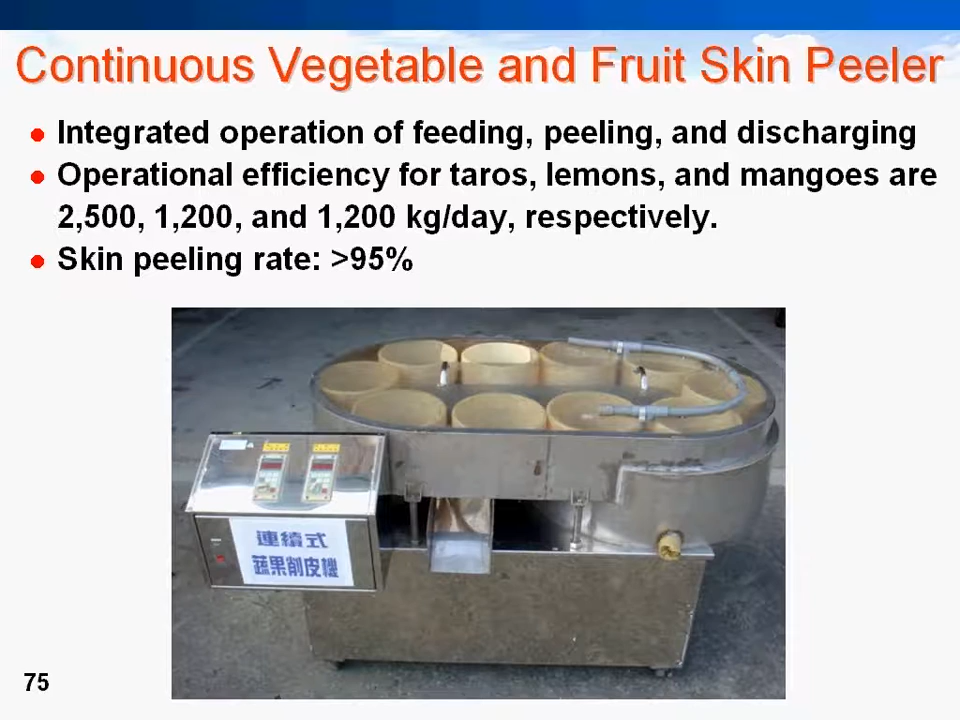 Continuous Vegetable and Fruit Skin Peeler
Integrated operation of feeding, peeling, and discharging
Operational efficiency for taros, lemons, and mangoes are
2,500, 1,200, and 1,200 kg/day, respectively.
Skin peeling rate: >95%
連續式
蔬果削皮機
75